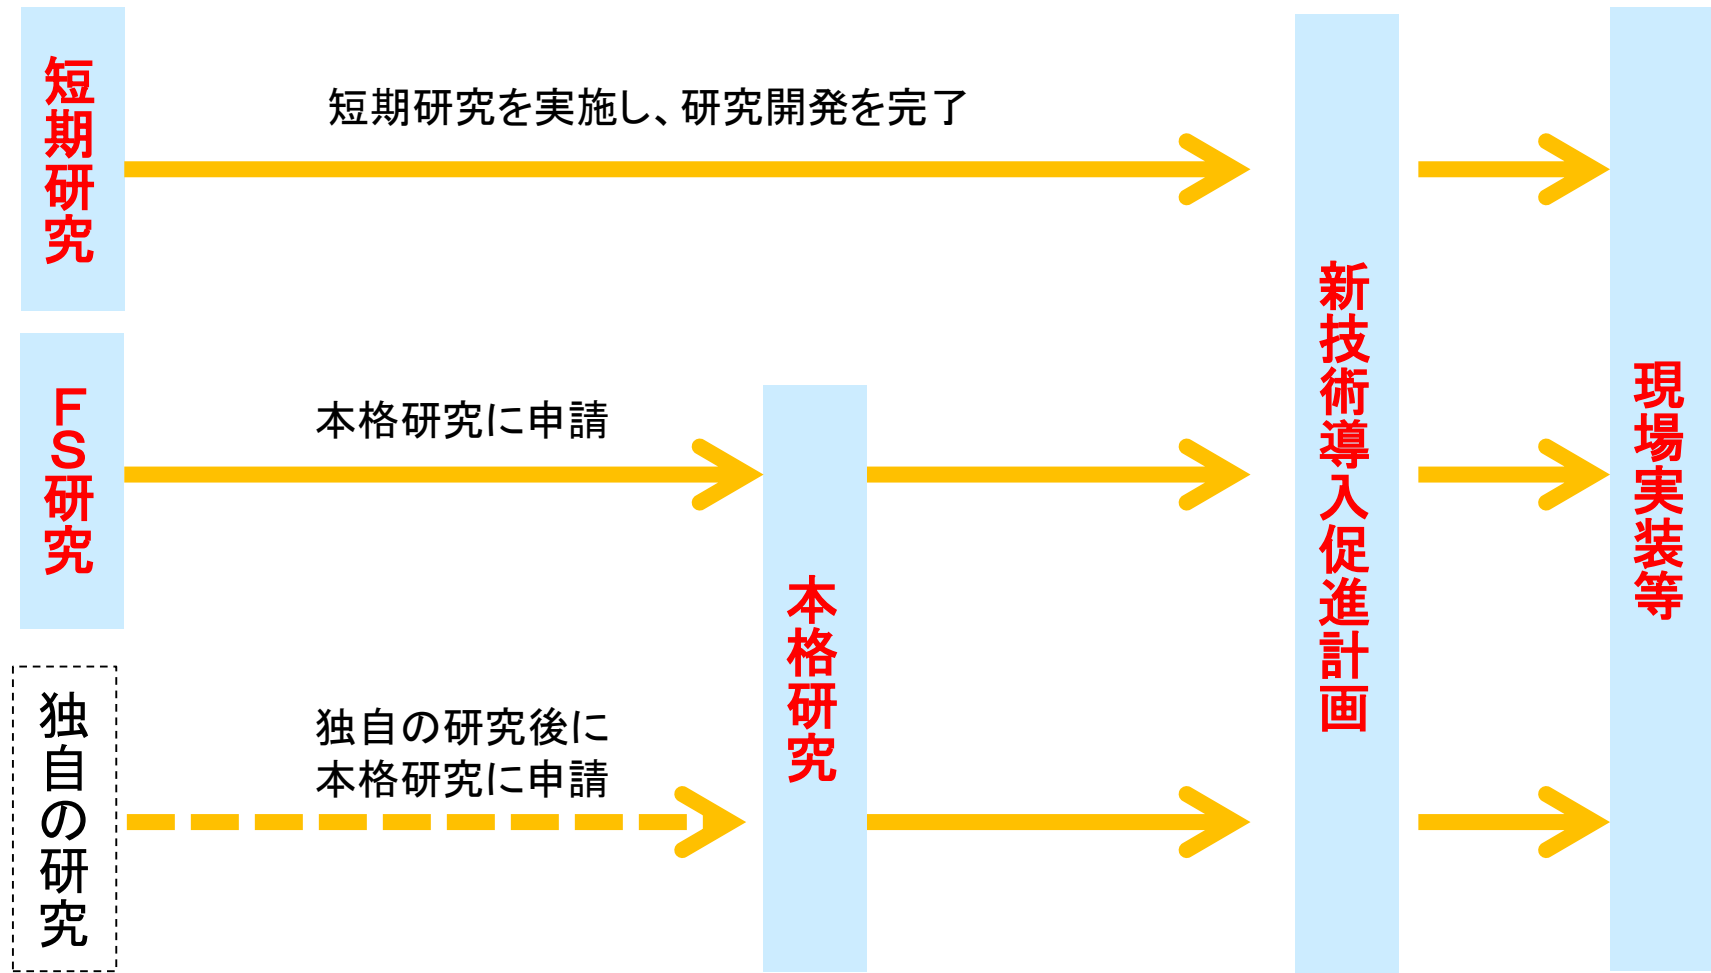 短期研究
短期研究を実施し、研究開発を完了
ＦＳ研究
本格研究に申請
独自の研究
独自の研究後に
本格研究に申請
本格研究
新技術導入促進計画
現場実装等